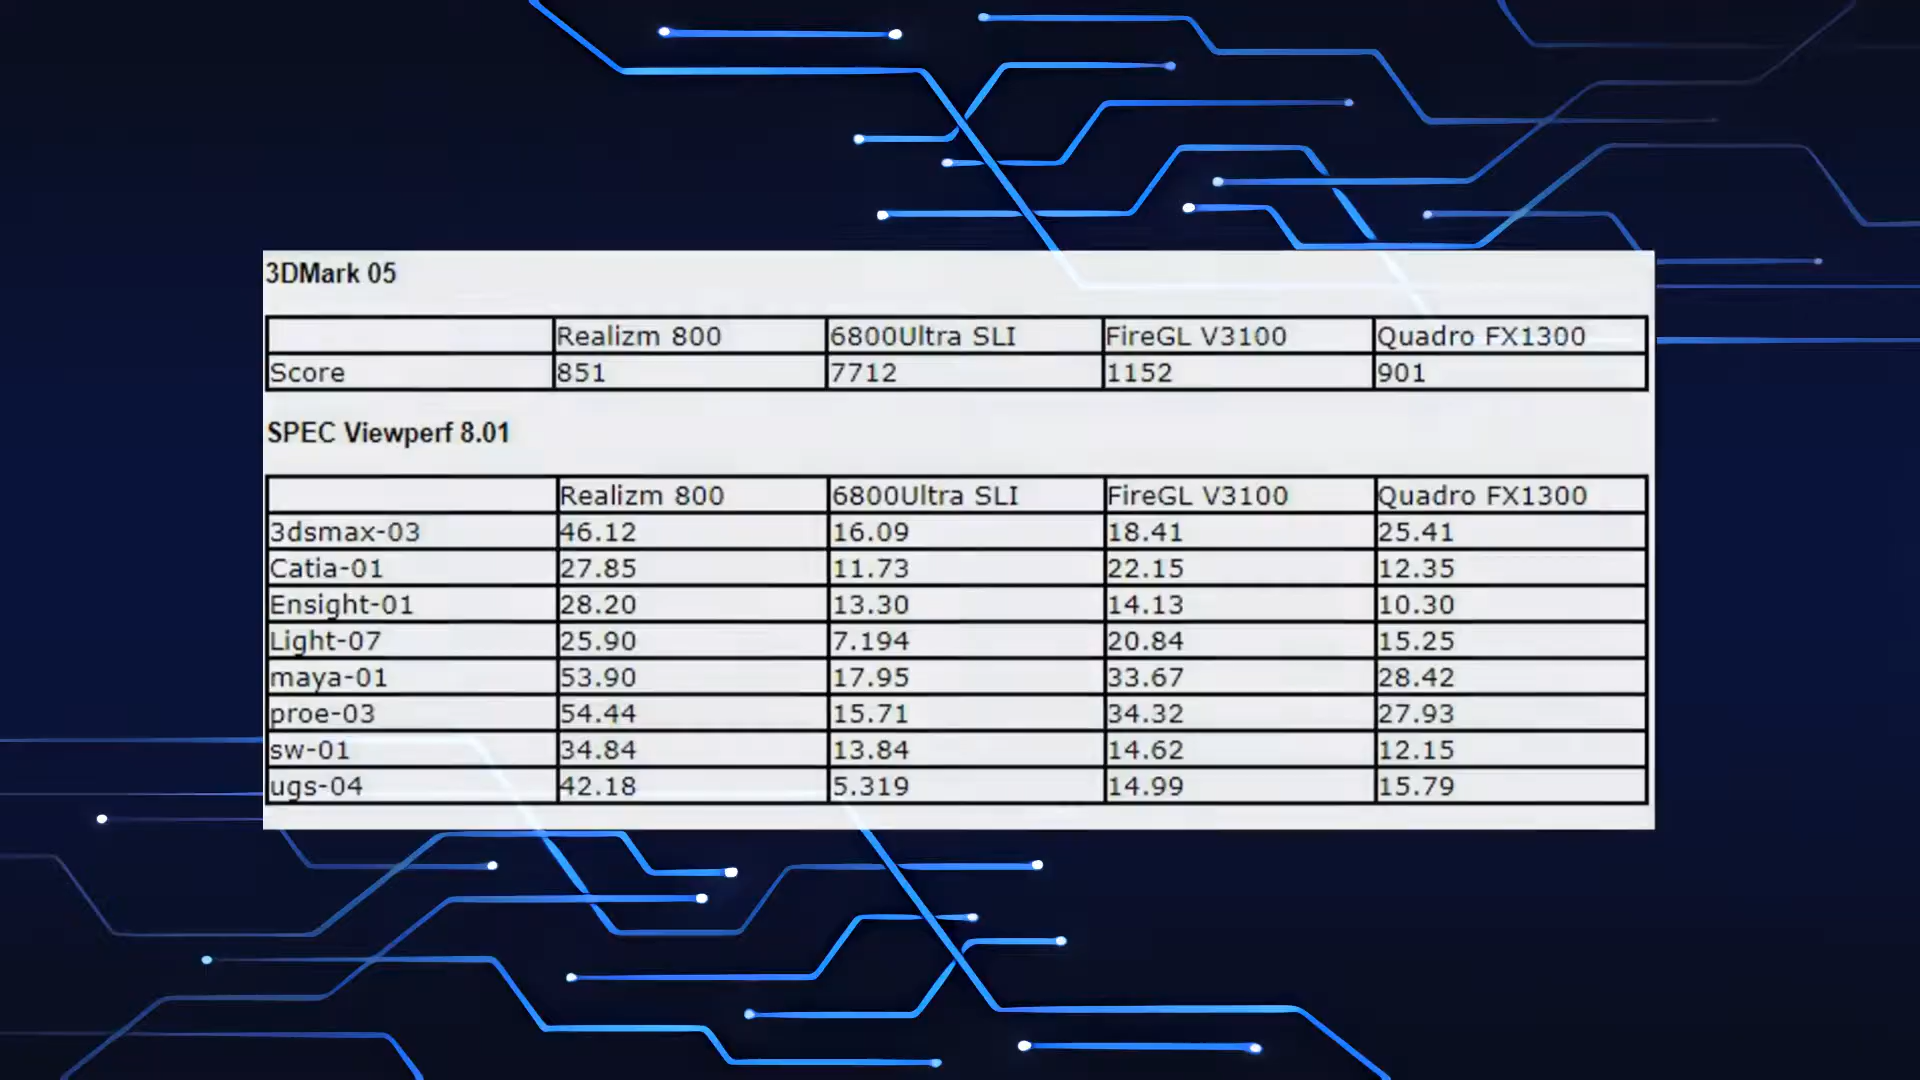 3DMark 05
Realizm 800 6800Ultra SLI FireGL V3100 Quadro FX1300
Score 851 7712 1152 901
SPEC Viewperf 8.01
Realizm 800 6800Ultra SLI FireGL V3100 Quadro FX1300
3dsmax-03 46.12 16.09 18.41 25.41
Catia-01 27.85 11.73 22.15 12.35
Ensight-01 28.20 13.30 14.13 10.30
Light-07 25.90 7.194 20.84 15.25
maya-01 53.90 17.95 33.67 28.42
proe-03 54.44 15.71 34.32 27.93
sw-01 34.84 13.84 14.62 12.15
ugs-04 42.18 5.319 14.99 15.79